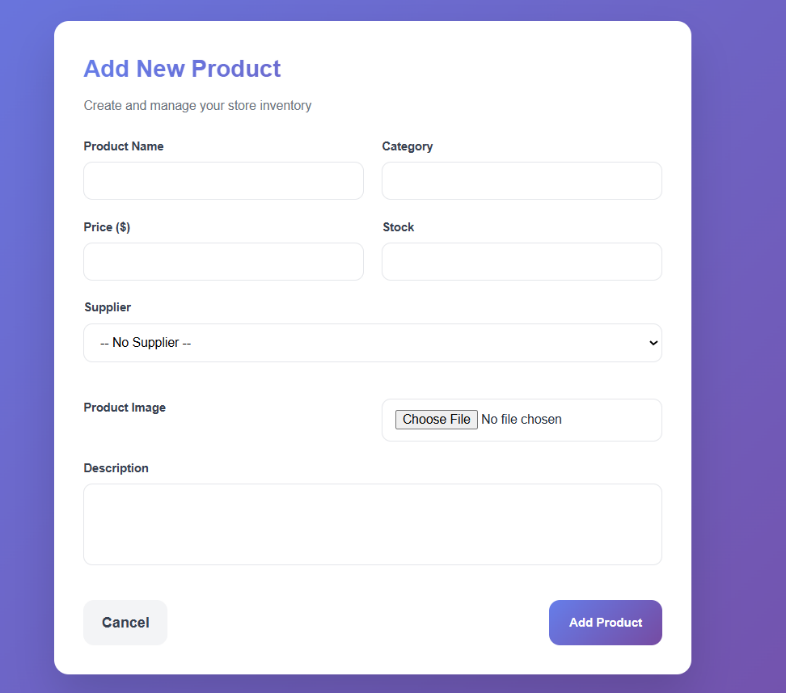 Add New Product
Create and manage your store inventory
Product Name Category
Price ($) Stock
Supplier
-- No Supplier --
Product Image Choose File No file chosen
Description
Cancel Add Product